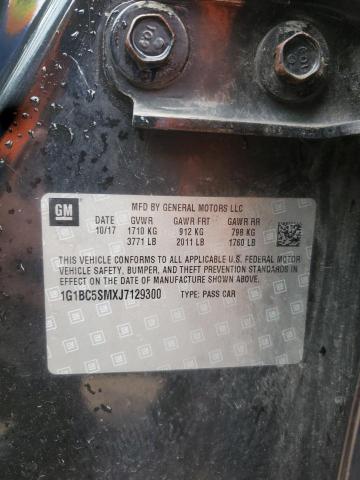 GM
MFD BY GENERAL MOTORS LLC
DATE GVWR GAWR FRT GAWR RR
10/17 1710 KG 912 KG 798 KG
3771 LB 2011 LB 1760 LB
THIS VEHICLE CONFORMS TO ALL APPLICABLE U.S. FEDERAL MOTOR
VEHICLE SAFETY, BUMPER, AND THEFT PREVENTION STANDARDS IN
EFFECT ON THE DATE OF MANUFACTURE SHOWN ABOVE.
1G1BC5SMXJ7129300 TYPE: PASS CAR